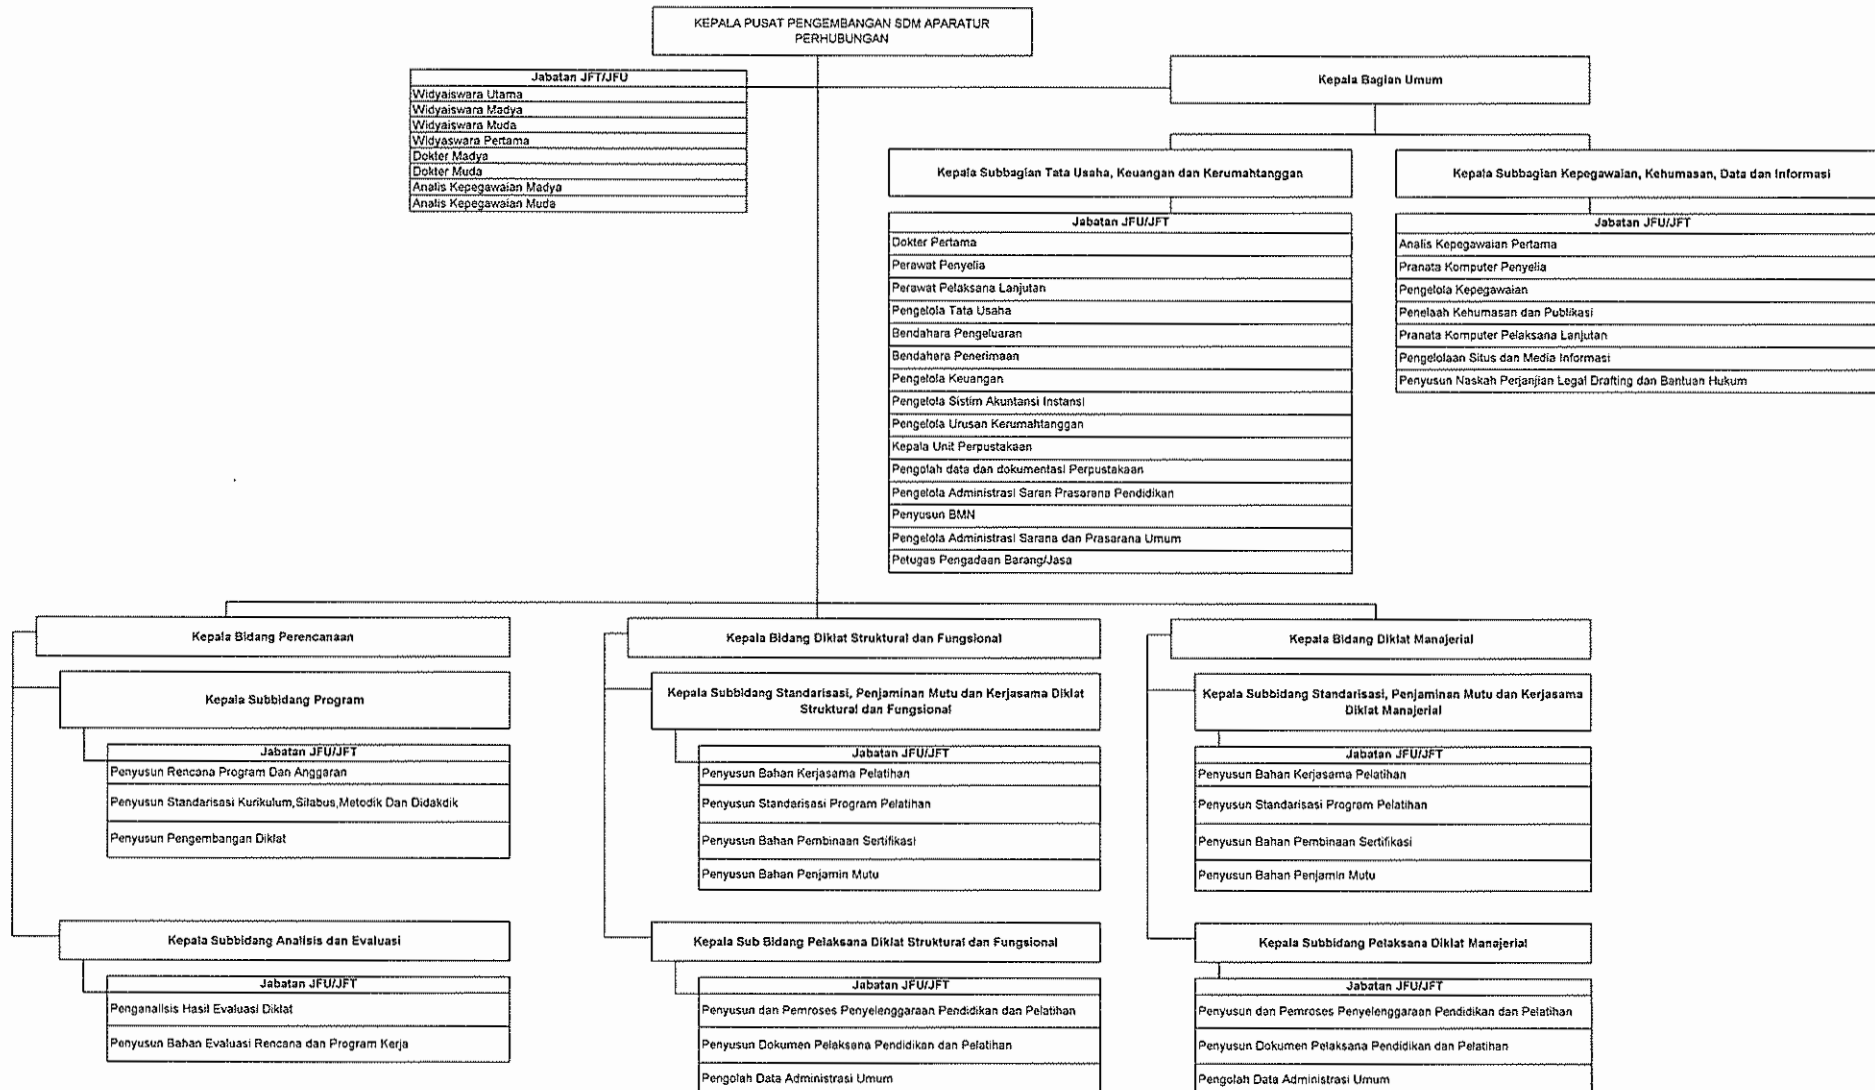 KEPALA PUSAT PENGEMBANGAN SDM APARATUR
PERHUBUNGAN
Jabatan JFT/JFU
Widyaiswara Utama
Widyaiswara Madya
Widyaiswara Muda
Widyaswara Pertama
Dokter Madya
Dokter Muda
Analis Kepegawaian Madya
Analis Kepegawaian Muda
Kepala Bagian Umum
Kepala Subbagian Tata Usaha, Keuangan dan Kerumahtanggan
Jabatan JFU/JFT
Dokter Pertama
Perawat Penyelia
Perawat Pelaksana Lanjutan
Pengelola Tata Usaha
Bendahara Pengeluaran
Bendahara Penerimaan
Pengelola Keuangan
Pengelola Sistim Akuntansi Instansi
Pengelola Urusan Kerumahtanggan
Kepala Unit Perpustakaan
Pengolah data dan dokumentasi Perpustakaan
Pengelola Administrasi Saran Prasarana Pendidikan
Penyusun BMN
Pengelola Administrasi Sarana dan Prasarana Umum
Petugas Pengadaan Barang/Jasa
Kepala Subbagian Kepegawaian, Kehumasan, Data dan Informasi
Jabatan JFU/JFT
Analis Kepegawaian Pertama
Pranata Komputer Penyelia
Pengelola Kepegawaian
Penelaah Kehumasan dan Publikasi
Pranata Komputer Pelaksana Lanjutan
Pengelolaan Situs dan Media Informasi
Penyusun Naskah Perjanjian Legal Drafting dan Bantuan Hukum
Kepala Bidang Perencanaan
Kepala Subbidang Program
Jabatan JFU/JFT
Penyusun Rencana Program Dan Anggaran
Penyusun Standarisasi Kurikulum,Silabus,Metodik Dan Didakdik
Penyusun Pengembangan Diklat
Kepala Subbidang Analisis dan Evaluasi
Jabatan JFU/JFT
Penganalisis Hasil Evaluasi Diklat
Penyusun Bahan Evaluasi Rencana dan Program Kerja
Kepala Bidang Diklat Struktural dan Fungsional
Kepala Subbidang Standarisasi, Penjaminan Mutu dan Kerjasama Diklat
Struktural dan Fungsional
Jabatan JFU/JFT
Penyusun Bahan Kerjasama Pelatihan
Penyusun Standarisasi Program Pelatihan
Penyusun Bahan Pembinaan Sertifikasi
Penyusun Bahan Penjamin Mutu
Kepala Sub Bidang Pelaksana Diklat Struktural dan Fungsional
Jabatan JFU/JFT
Penyusun dan Pemroses Penyelenggaraan Pendidikan dan Pelatihan
Penyusun Dokumen Pelaksana Pendidikan dan Pelatihan
Pengolah Data Administrasi Umum
Kepala Bidang Diklat Manajerial
Kepala Subbidang Standarisasi, Penjaminan Mutu dan Kerjasama
Diklat Manajerial
Jabatan JFU/JFT
Penyusun Bahan Kerjasama Pelatihan
Penyusun Standarisasi Program Pelatihan
Penyusun Bahan Pembinaan Sertifikasi
Penyusun Bahan Penjamin Mutu
Kepala Subbidang Pelaksana Diklat Manajerial
Jabatan JFU/JFT
Penyusun dan Pemroses Penyelenggaraan Pendidikan dan Pelatihan
Penyusun Dokumen Pelaksana Pendidikan dan Pelatihan
Pengolah Data Administrasi Umum